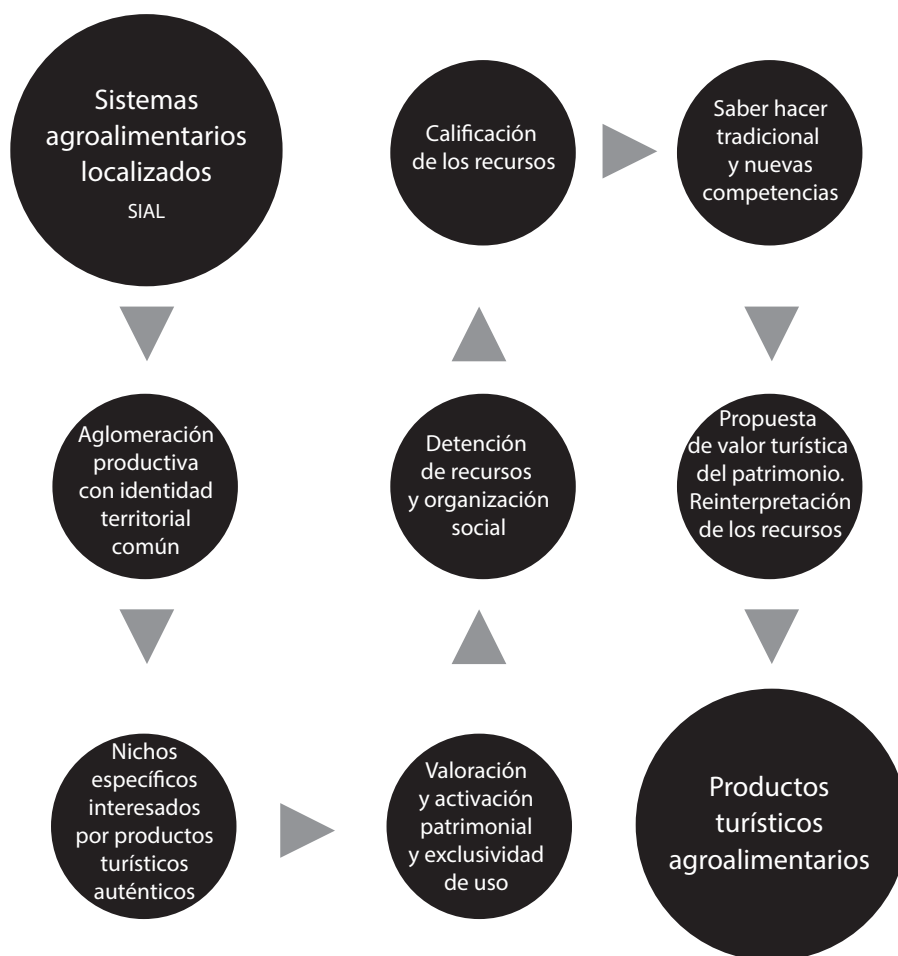 Sistemas
agroalimentarios
localizados
SIAL
Aglomeración
productiva
con identidad
territorial
común
Nichos
específicos
interesados
por productos
turísticos
auténticos
Valoración
y activación
patrimonial
y exclusividad
de uso
Detención
de recursos
y organización
social
Calificación
de los recursos
Saber hacer
tradicional
y nuevas
competencias
Propuesta
de valor turística
del patrimonio.
Reinterpretación
de los recursos
Productos
turísticos
agroalimentarios